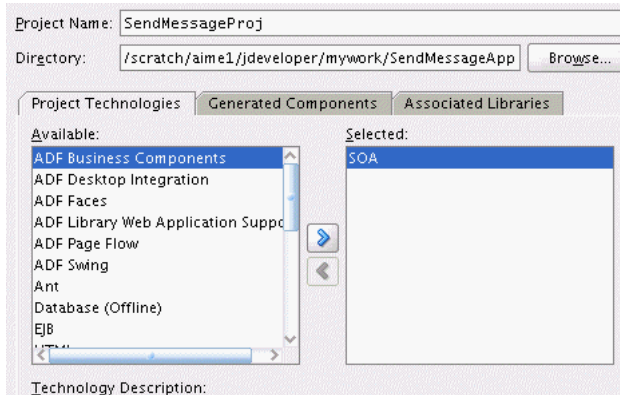 Project Name: SendMessageProj
Directory: /scratch/aime1/jdeveloper/mywork/SendMessageApp Browse...
Project Technologies Generated Components Associated Libraries
Available: Selected:
ADF Business Components SOA
ADF Desktop Integration
ADF Faces
ADF Library Web Application Suppo
ADF Page Flow
ADF Swing
Ant
Database (Offline)
EJB
Technology Description: